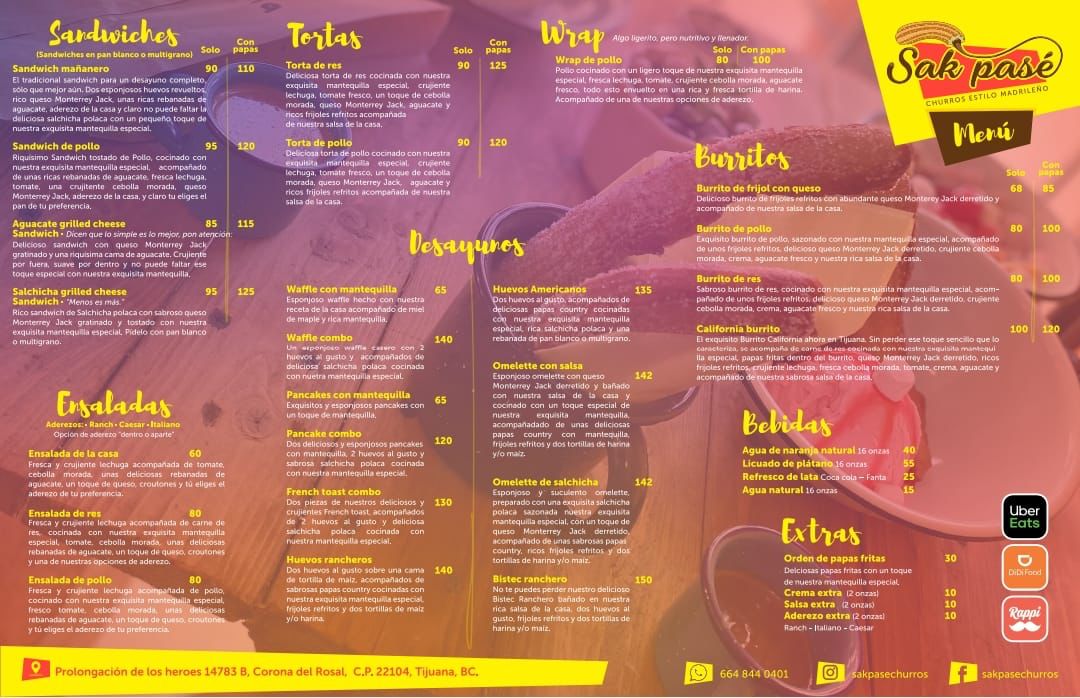 Sandwiches
(Sandwiches en pan blanco o multigrano)
Solo
Con papas
Sandwich mañanero 90 110
El tradicional sandwich para un desayuno completo,
sólo que mejor aún. Dos esponjosos huevos revueltos,
rico queso Monterrey Jack, unas ricas rebanadas de
aguacate, aderezo de la casa y claro no puede faltar la
deliciosa salchicha polaca con un pequeño toque de
nuestra exquisita mantequilla especial.
Sandwich de pollo 95 120
Riquísimo Sandwich tostado de Pollo, cocinado con
nuestra exquisita mantequilla especial, acompañado
de unas ricas rebanadas de aguacate, fresca lechuga,
tomate, una crujitente cebolla morada, queso
Monterey Jack, aderezo de la casa, y claro tu eliges el
pan de tu preferencia.
Aguacate grilled cheese 85 115
Sandwich • Dicen que lo simple es lo mejor, pon atención:
Delicioso sandwich con queso Monterrey Jack
gratinado y una riquísima cama de aguacate. Crujiente
por fuera, suave por dentro y no puede faltar ese
toque especial con nuestra exquisita mantequilla.
Salchicha grilled cheese 95 125
Sandwich • "Menos es más."
Rico sandwich de Salchicha polaca con sabroso queso
Monterey Jack gratinado y tostado con nuestra
exquisita mantequilla especial, Pídelo con pan blanco
o multigrano.
Ensaladas
Aderezos: • Ranch • Caesar • Italiano
Opción de aderezo "dentro o aparte"
Ensalada de la casa 60
Fresca y crujiente lechuga acompañada de tomate,
cebolla morada, unas deliciosas rebanadas de
aguacate, un toque de queso, croutones y tú eliges el
aderezo de tu preferencia.
Ensalada de res 80
Fresca y crujiente lechuga acompañada de carne de
res, cocinada con nuestra exquisita mantequilla
especial, tomate, cebolla morada, unas deliciosas
rebanadas de aguacate, un toque de queso, croutones
y una de nuestras opciones de aderezo.
Ensalada de pollo 80
Fresca y crujiente lechuga acompañada de pollo,
cocinada con nuestra exquisita mantequilla especial,
fresco tomate, cebolla morada, unas deliciosas
rebanadas de aguacate, un toque de queso, croutones
y tú eliges el aderezo de tu preferencia.
Tortas
Solo
Con papas
Torta de res 90 125
Deliciosa torta de res cocinada con nuestra
exquisita mantequilla especial, crujiente
lechuga, tomate fresco, un toque de cebolla
morada, queso Monterey Jack, aguacate y
ricos frijoles refritos acompañada
de nuestra salsa de la casa.
Torta de pollo 90 120
Deliciosa torta de pollo cocinado con nuestra
exquisita mantequilla especial, crujiente
lechuga, tomate fresco, un toque de cebolla
morada, queso Monterey Jack, aguacate y
ricos frijoles refritos acompañada de nuestra
salsa de la casa.
Desayunos
Waffle con mantequilla 65
Esponjoso waffle hecho con nuestra
receta de la casa acompañado de miel
de maple y rica mantequilla.
Waffle combo 140
Un esponjoso waffle casero con 2
huevos al gusto y acompañados de
deliciosa salchicha polaca cocinada
con nuetra mantequilla especial.
Pancakes con mantequilla 65
Exquisitos y esponjosos pancakes con
un toque de mantequilla.
Pancake combo 120
Dos deliciosos y esponjosos pancakes
con mantequilla, 2 huevos al gusto y
sabrosa salchicha polaca cocinada
con nuestra mantequilla especial.
French toast combo 130
Dos piezas de nuestros deliciosos y
crujientes French toast, acompañados
de 2 huevos al gusto y deliciosa
salchicha polaca cocinada con
nuestra mantequilla especial.
Huevos rancheros 140
Dos huevos al gusto sobre una cama
de tortilla de maíz, acompañados de
sabrosas papas country cocinadas con
nuestra exquisita mantequilla especial,
frijoles refritos y dos tortillas de maíz
y/o harina.
Huevos Americanos 135
Dos huevos al gusto, acompañados de
deliciosas papas country cocinadas
con nuestra exquisita mantequilla
especial, rica salchicha polaca y una
rebanada de pan blanco o multigrano.
Omelette con salsa 142
Esponjoso omelette con queso
Monterey Jack derretido y bañado
con nuestra salsa de la casa y
cocinado con un toque especial de
nuestra exquisita mantequilla,
acompañadado de unas deliciosas
papas country con mantequilla,
frijoles refritos y dos tortillas de harina
y/o maíz.
Omelette de salchicha 142
Esponjoso y suculento omelette,
preparado con una exquisita salchicha
polaca sazonada nuestra exquisita
mantequilla especial, con un toque de
queso Monterey Jack derretido,
acompañado de unas sabrosas papas
country, ricos frijoles refritos y dos
tortillas de harina y/o maíz.
Bistec ranchero 150
No te puedes perder nuestro delicioso
Bistec Ranchero bañado en nuestra
rica salsa de la casa, dos huevos al
gusto, frijoles refritos y dos tortillas de
harina y/o maíz.
Wrap
Algo ligerito, pero nutritivo y llenador.
Solo Con papas
Wrap de pollo 80 100
Pollo cocinado con un ligero toque de nuestra exquisita mantequilla
especial, fresca lechuga, tomate, crujiente cebolla morada, aguacate
fresco, todo esto envuelto en una rica y fresca tortilla de harina.
Acompañado de una de nuestras opciones de aderezo.
Sak pasé
CHURROS ESTILO MADRILEÑO
Menú
Burritos
Solo
Con papas
Burrito de frijol con queso 68 85
Delicioso burrito de frijoles refritos con abundante queso Monterey Jack derretido y
acompañado de nuestra salsa de la casa.
Burrito de pollo 80 100
Exquisito burrito de pollo, sazonado con nuestra mantequilla especial, acompañado
de unos frijoles refritos, delicioso queso Monterey Jack derretido, crujiente cebolla
morada, crema, aguacate fresco y nuestra rica salsa de la casa.
Burrito de res 80 100
Sabroso burrito de res, cocinado con nuestra exquisita mantequilla especial, acom-
pañado de unos frijoles refritos, delicioso queso Monterey Jack derretido, crujiente
cebolla morada, crema, aguacate fresco y nuestra rica salsa de la casa.
California burrito 100 120
El exquisito Burrito California ahora en Tijuana, Sin perder ese toque sencillo que lo
caracteriza, se acompaña de carne de res cocinada con nuestra exquisita mantequi
lla especial, papas fritas dentro del burrito, queso Monterey Jack derretido, ricos
frijoles refritos, crujiente lechuga, fresca cebolla morada, tomate, crema, aguacate y
acompañado de nuestra sabrosa salsa de la casa.
Bebidas
Agua de naranja natural 16 onzas 40
Licuado de plátano 16 onzas 55
Refresco de lata Coca cola – Fanta 25
Agua natural 16 onzas 15
Extras
Orden de papas fritas 30
Deliciosas papas fritas con un toque
de nuestra mantequilla especial,
Crema extra (2 onzas) 10
Salsa extra (2 onzas) 10
Aderezo extra (2 onzas) 10
Ranch – Italiano – Caesar
Uber
Eats
DiDi Food
Rappi
Prolongación de los heroes 14783 B, Corona del Rosal, C.P. 22104, Tijuana, BC.
664 844 0401
sakpasechurros
sakpasechurros